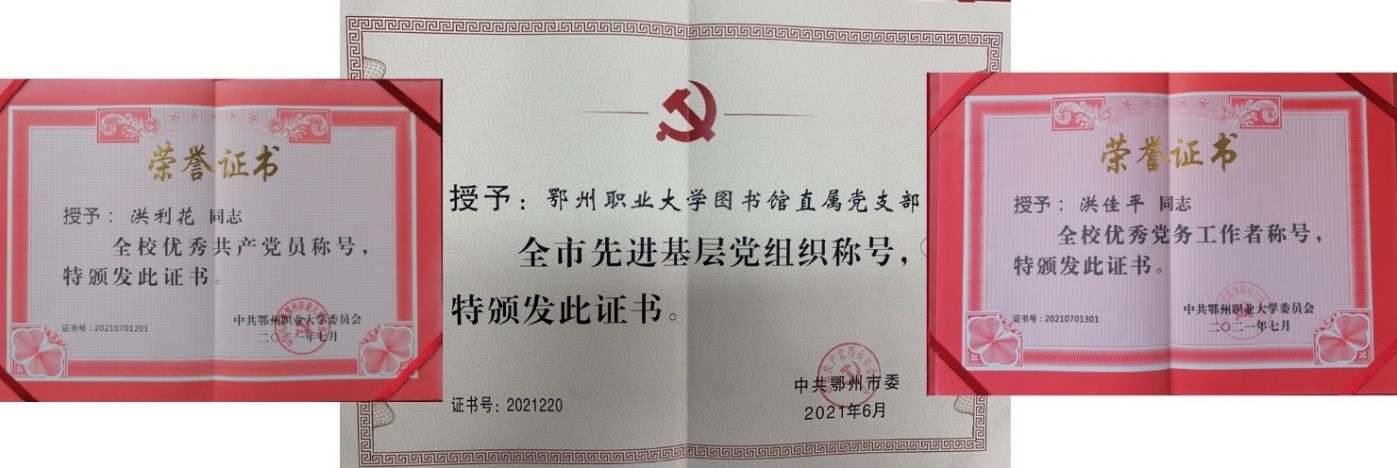 荣誉证书
授予：洪利花 同志
全校优秀共产党员称号，
特颁发此证书。
证书号：20210701201
中共鄂州职业大学委员会
二〇二一年七月
授予：鄂州职业大学图书馆直属党支部
全市先进基层党组织称号，
特颁发此证书。
证书号：2021220
中共鄂州市委
2021年6月
荣誉证书
授予：洪佳平 同志
全校优秀党务工作者称号，
特颁发此证书。
证书号：20210701301
中共鄂州职业大学委员会
二〇二一年七月